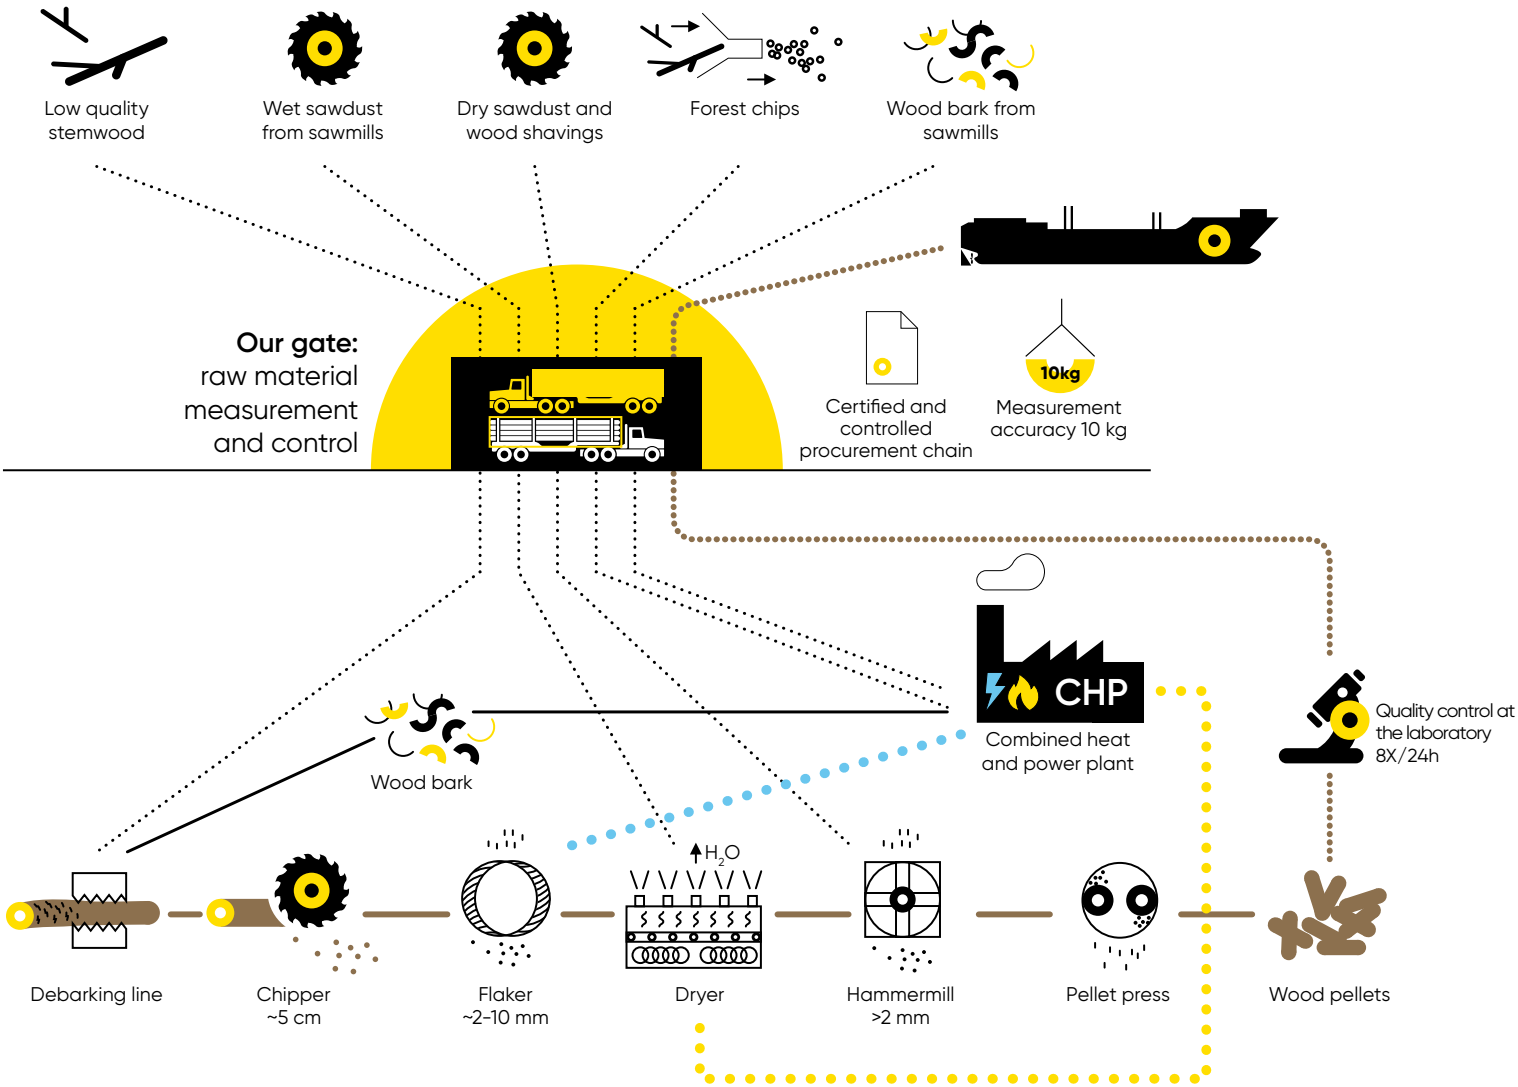 Low quality
stemwood
Wet sawdust
from sawmills
Dry sawdust and
wood shavings
Forest chips
Wood bark from
sawmills
Our gate:
raw material
measurement
and control
Certified and
controlled
procurement chain
10kg
Measurement
accuracy 10 kg
CHP
Combined heat
and power plant
Quality control at
the laboratory
8X/24h
Wood bark
H₂O
Debarking line
Chipper
~5 cm
Flaker
~2-10 mm
Dryer
Hammermill
>2 mm
Pellet press
Wood pellets